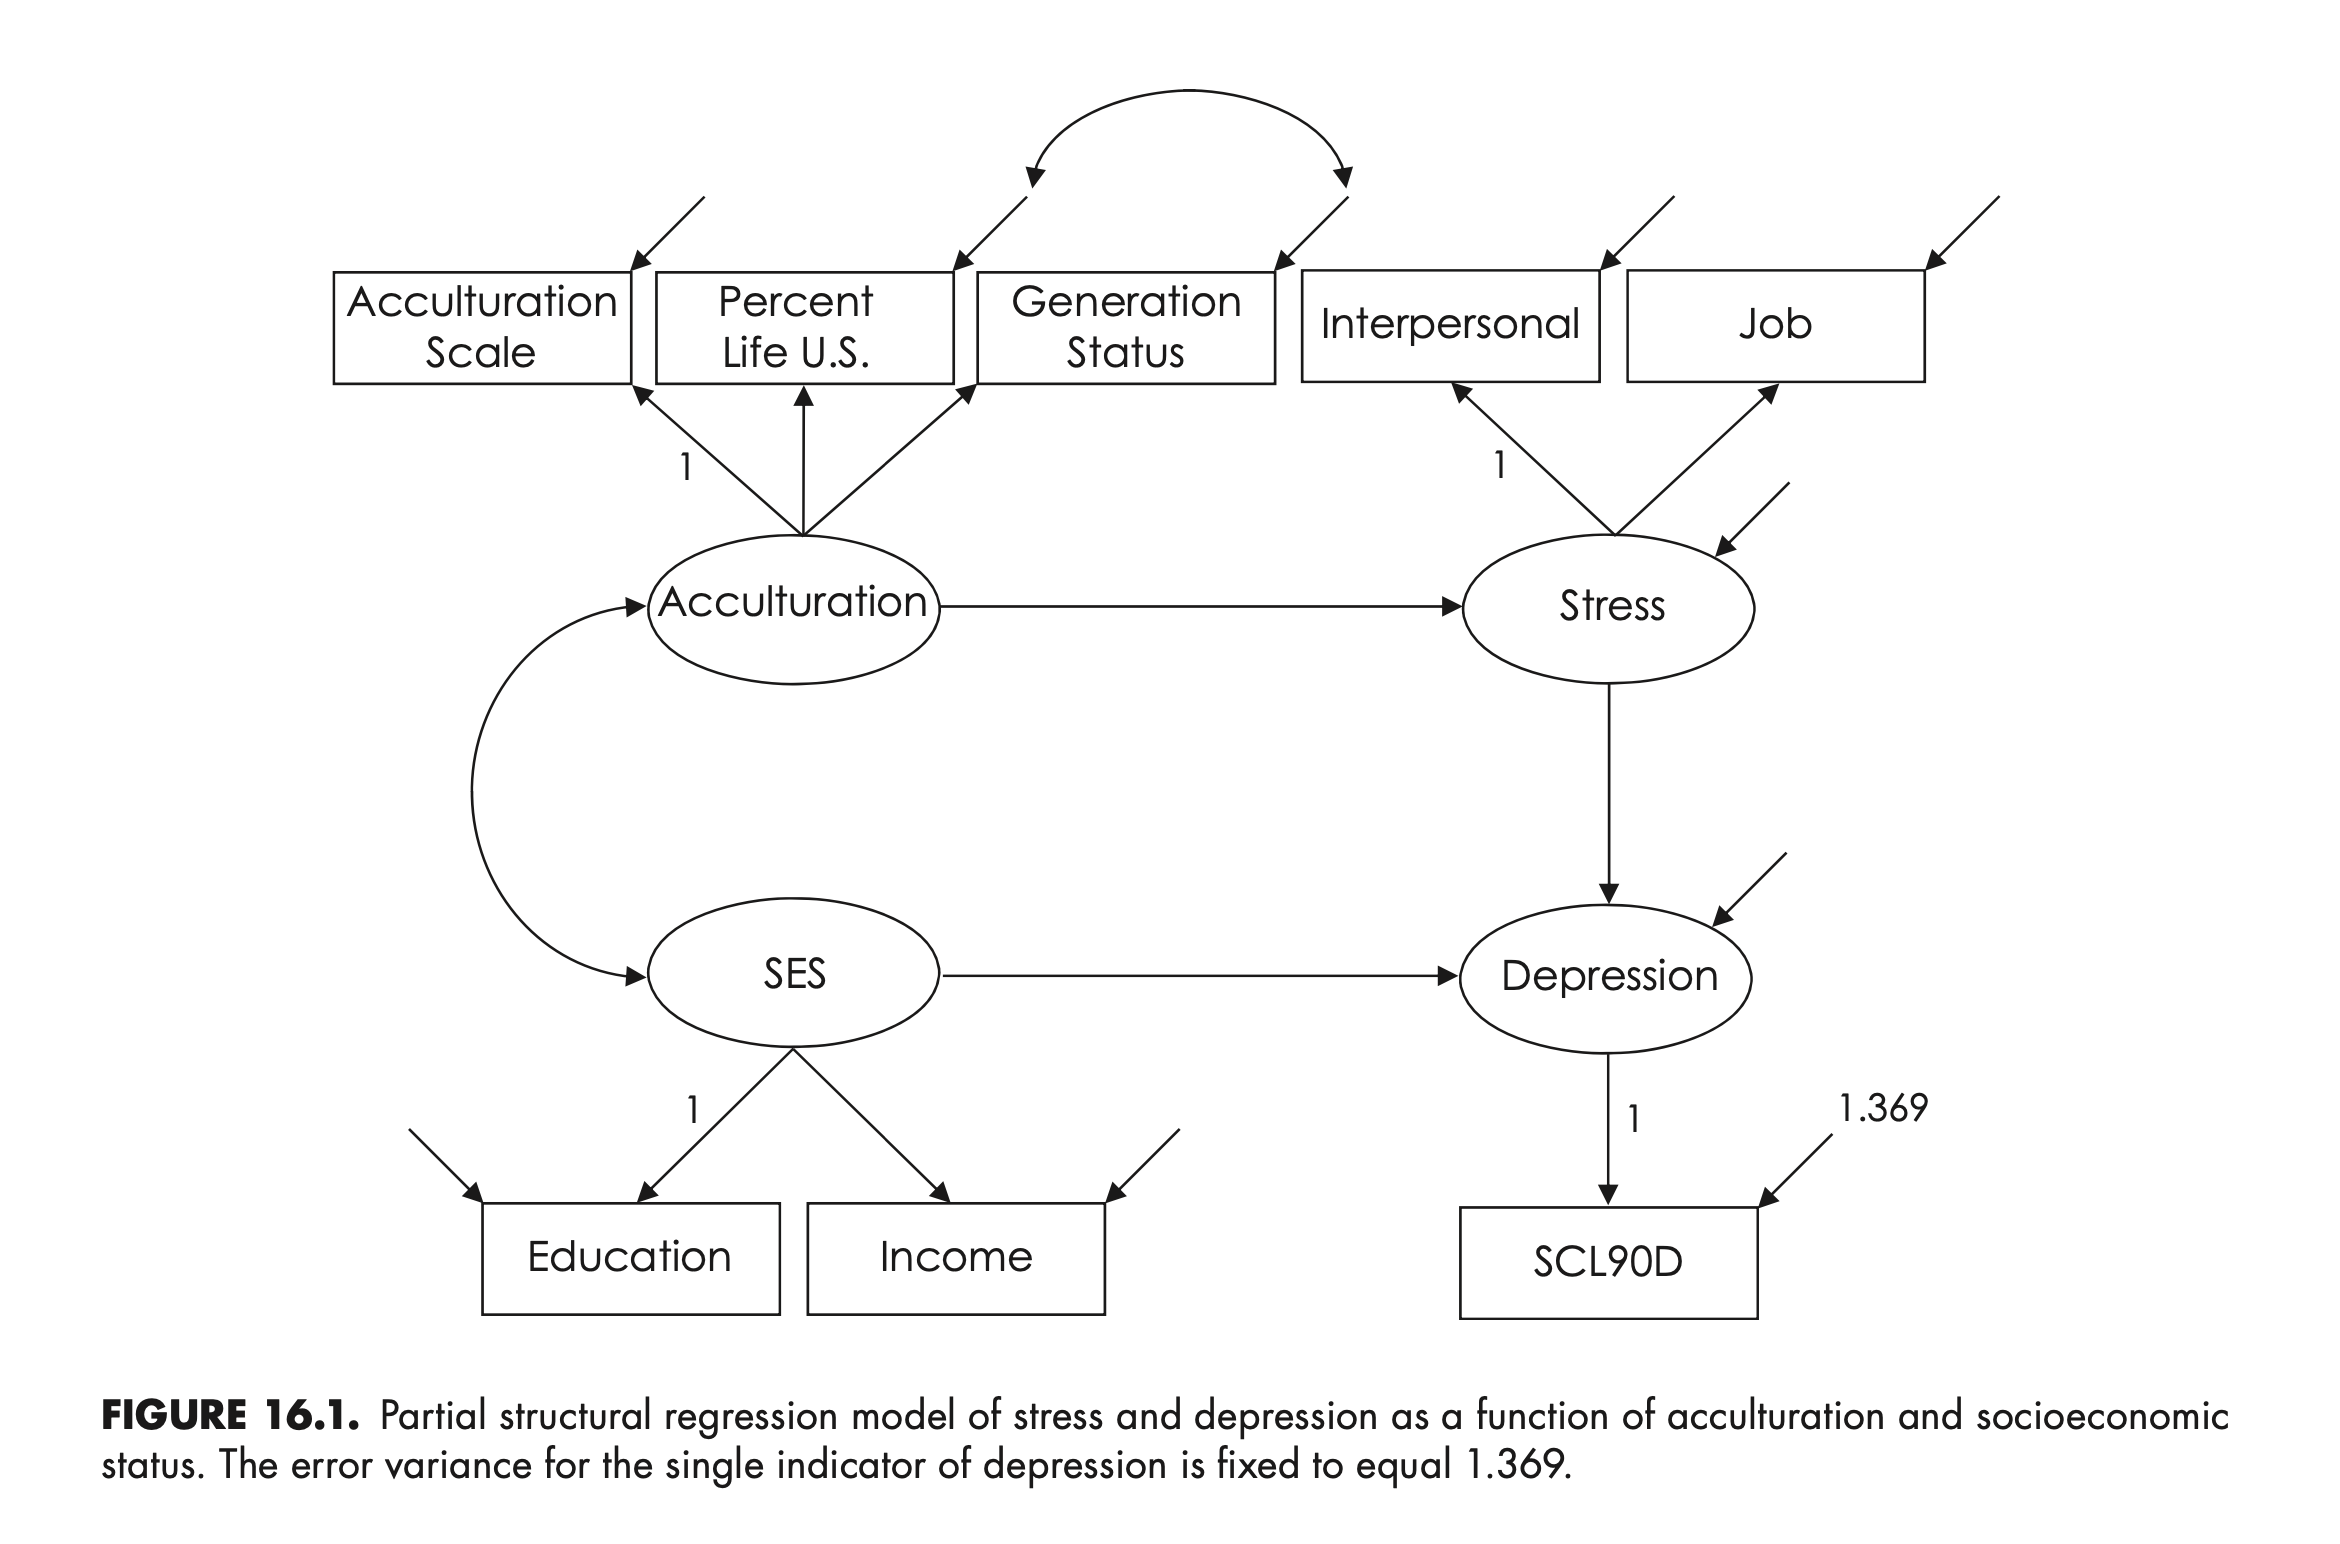 Acculturation
Scale
Percent
Life U.S.
Generation
Status
Interpersonal
Job
1
1
Acculturation
Stress
SES
Depression
1
1
1.369
Education
Income
SCL90D
FIGURE 16.1. Partial structural regression model of stress and depression as a function of acculturation and socioeconomic
status. The error variance for the single indicator of depression is fixed to equal 1.369.